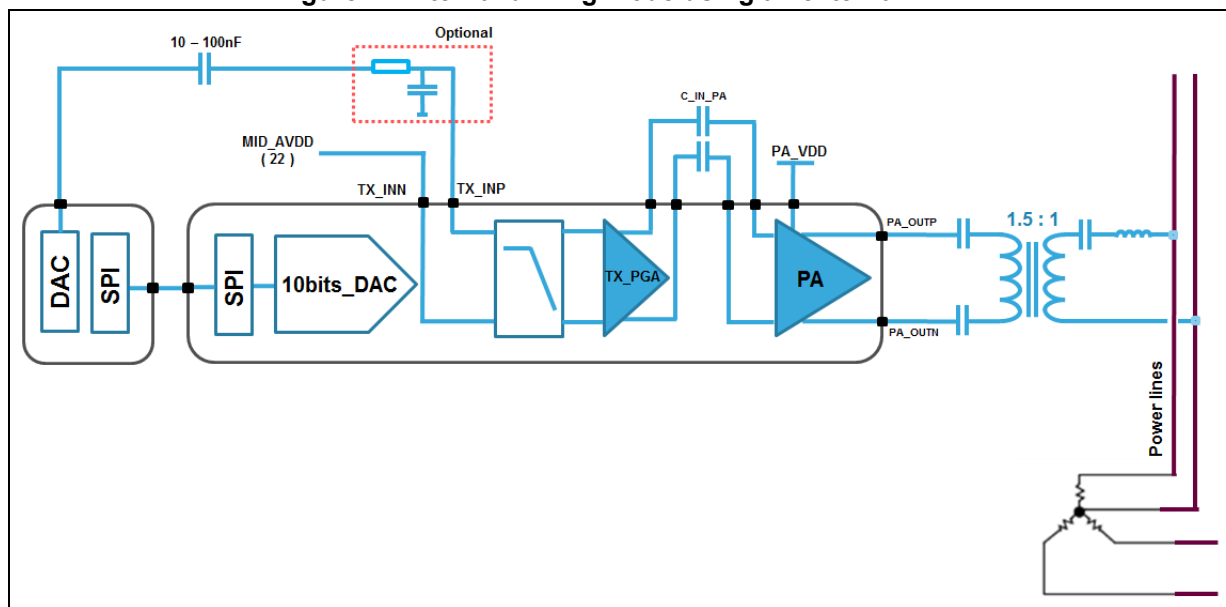 Optional
10 – 100nF
C_IN_PA
MID_AVDD
( 22 )
PA_VDD
TX_INN
TX_INP
PA_OUTP
1.5 : 1
DAC
SPI
SPI
10bits_DAC
TX_PGA
PA
PA_OUTN
Power lines